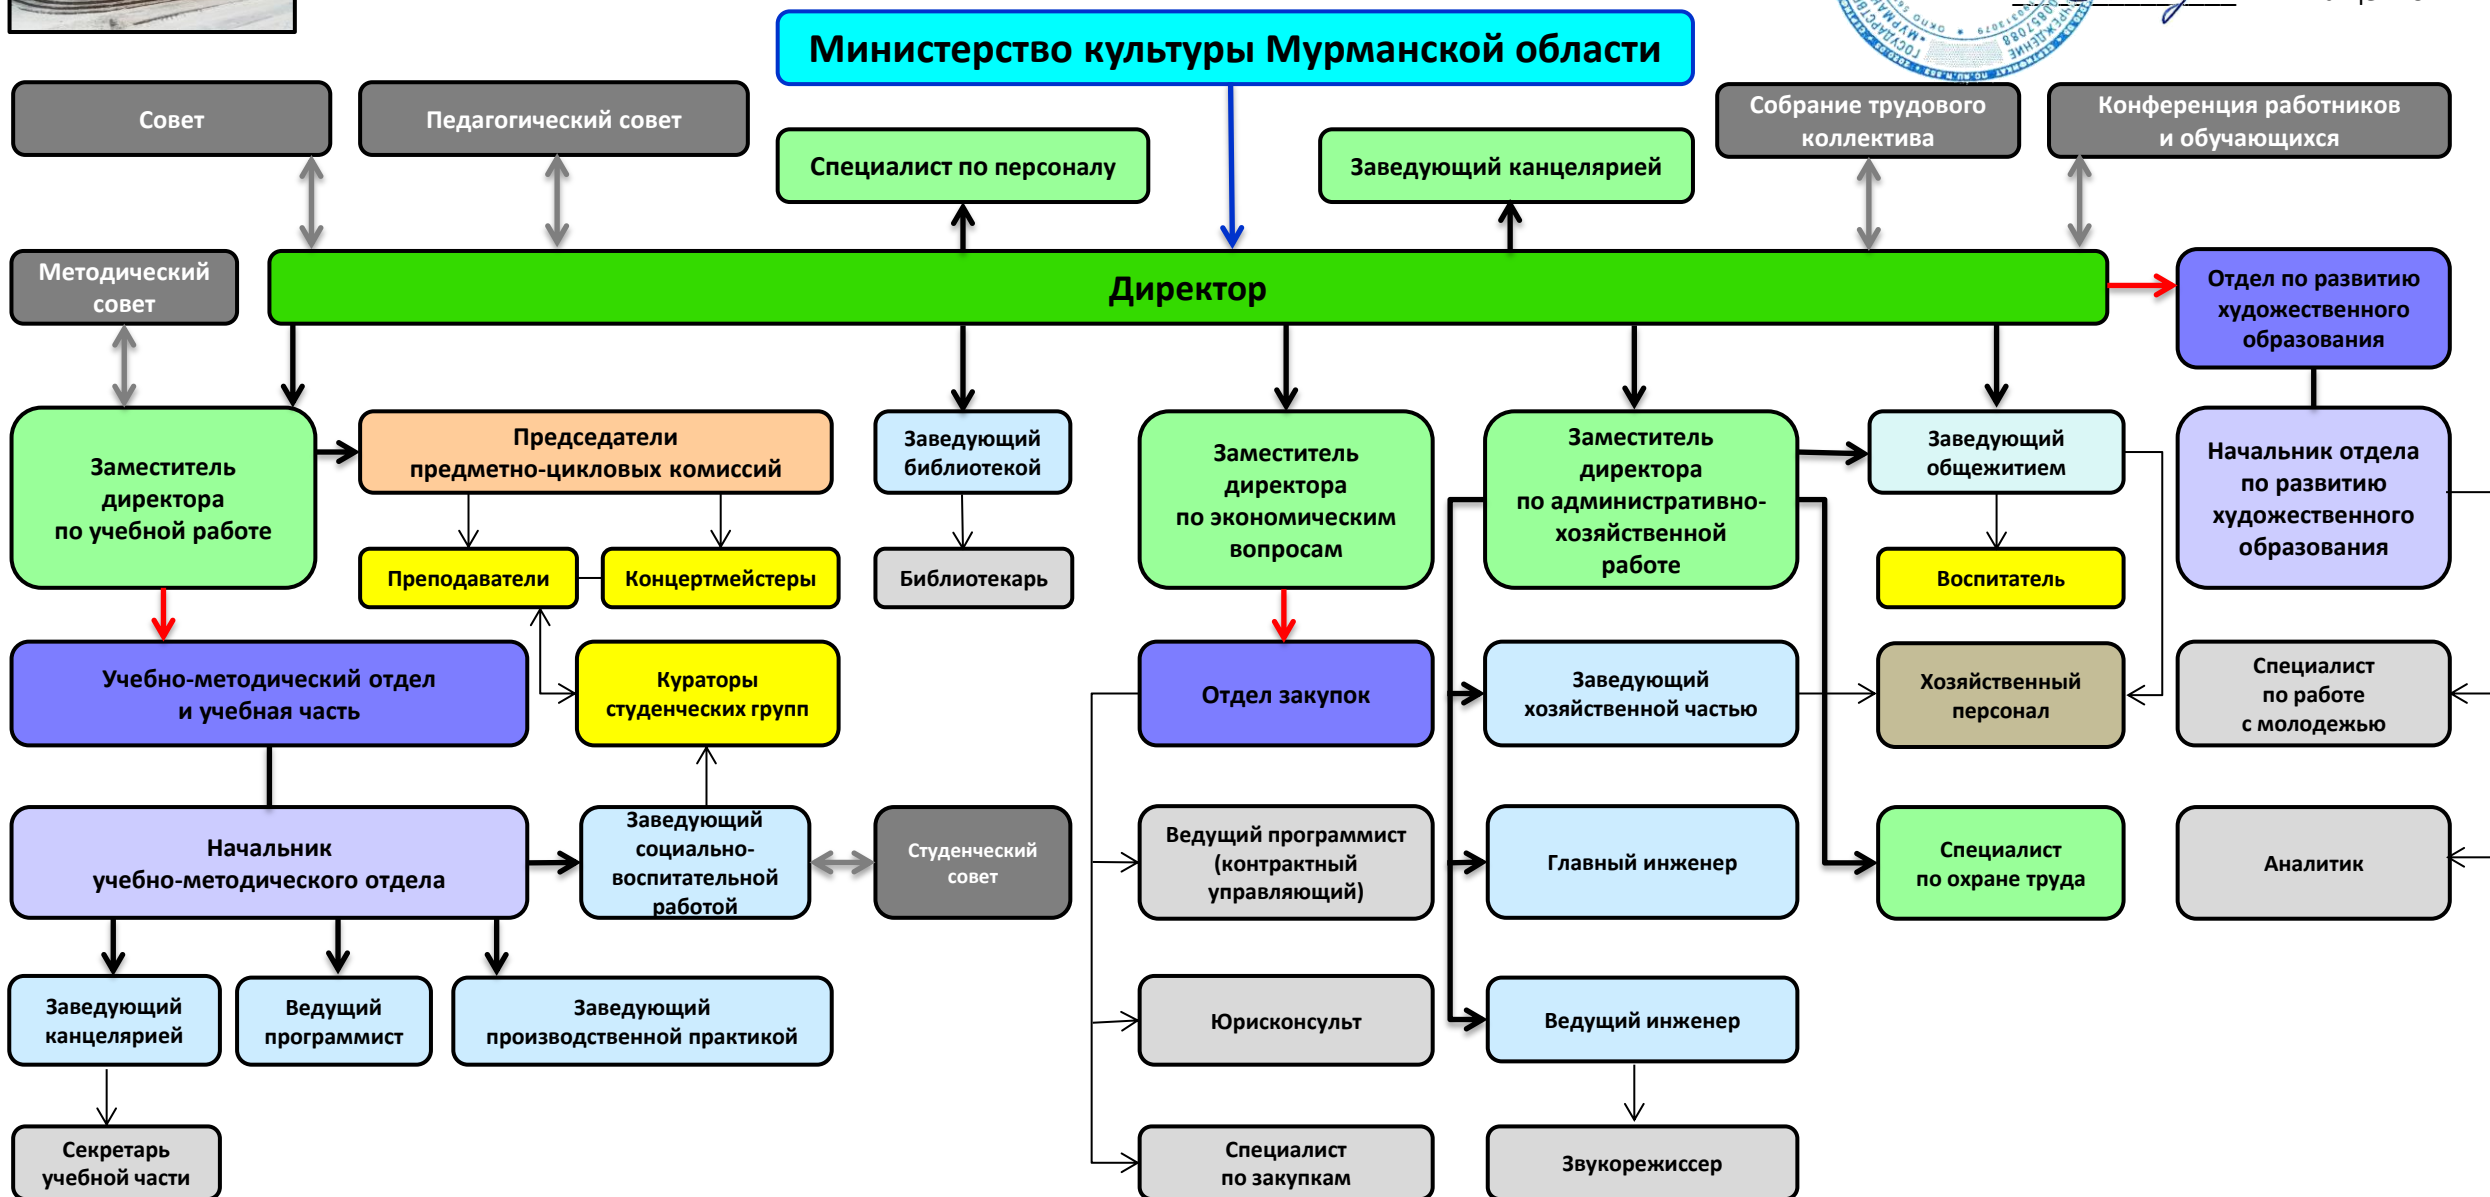 Министерство культуры Мурманской области
Совет
Педагогический совет
Специалист по персоналу
Заведующий канцелярией
Собрание трудового
коллектива
Конференция работников
и обучающихся
Методический
совет
Директор
Отдел по развитию
художественного
образования
Заместитель
директора
по учебной работе
Председатели
предметно-цикловых комиссий
Заведующий
библиотекой
Заместитель
директора
по экономическим
вопросам
Заместитель
директора
по административно-
хозяйственной
работе
Заведующий
общежитием
Начальник отдела
по развитию
художественного
образования
Преподаватели
Концертмейстеры
Библиотекарь
Воспитатель
Учебно-методический отдел
и учебная часть
Кураторы
студенческих групп
Отдел закупок
Заведующий
хозяйственной частью
Хозяйственный
персонал
Специалист
по работе
с молодежью
Начальник
учебно-методического отдела
Заведующий
социально-
воспитательной
работой
Студенческий
совет
Ведущий программист
(контрактный
управляющий)
Главный инженер
Специалист
по охране труда
Аналитик
Заведующий
канцелярией
Ведущий
программист
Заведующий
производственной практикой
Юрисконсульт
Ведущий инженер
Секретарь
учебной части
Специалист
по закупкам
Звукорежиссер